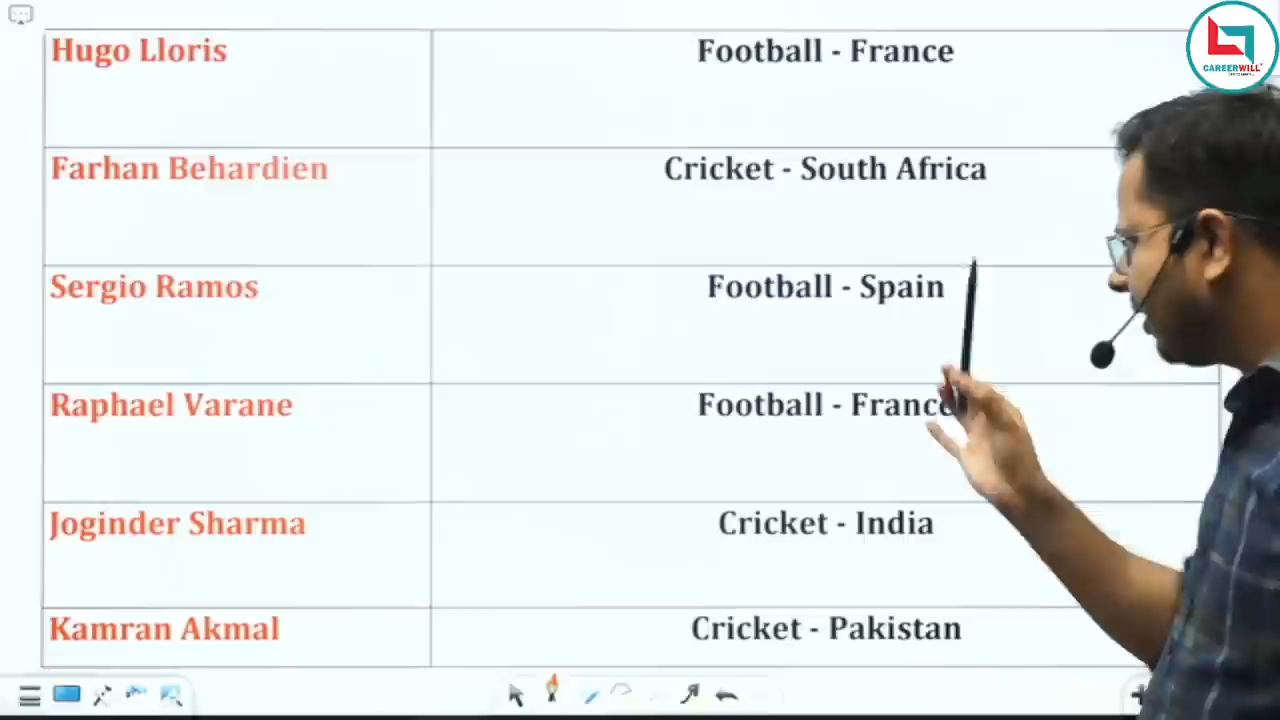 Hugo Lloris
Football - France
Farhan Behardien
Cricket - South Africa
Sergio Ramos
Football - Spain
Raphael Varane
Football - France
Joginder Sharma
Cricket - India
Kamran Akmal
Cricket - Pakistan
CAREERWILL